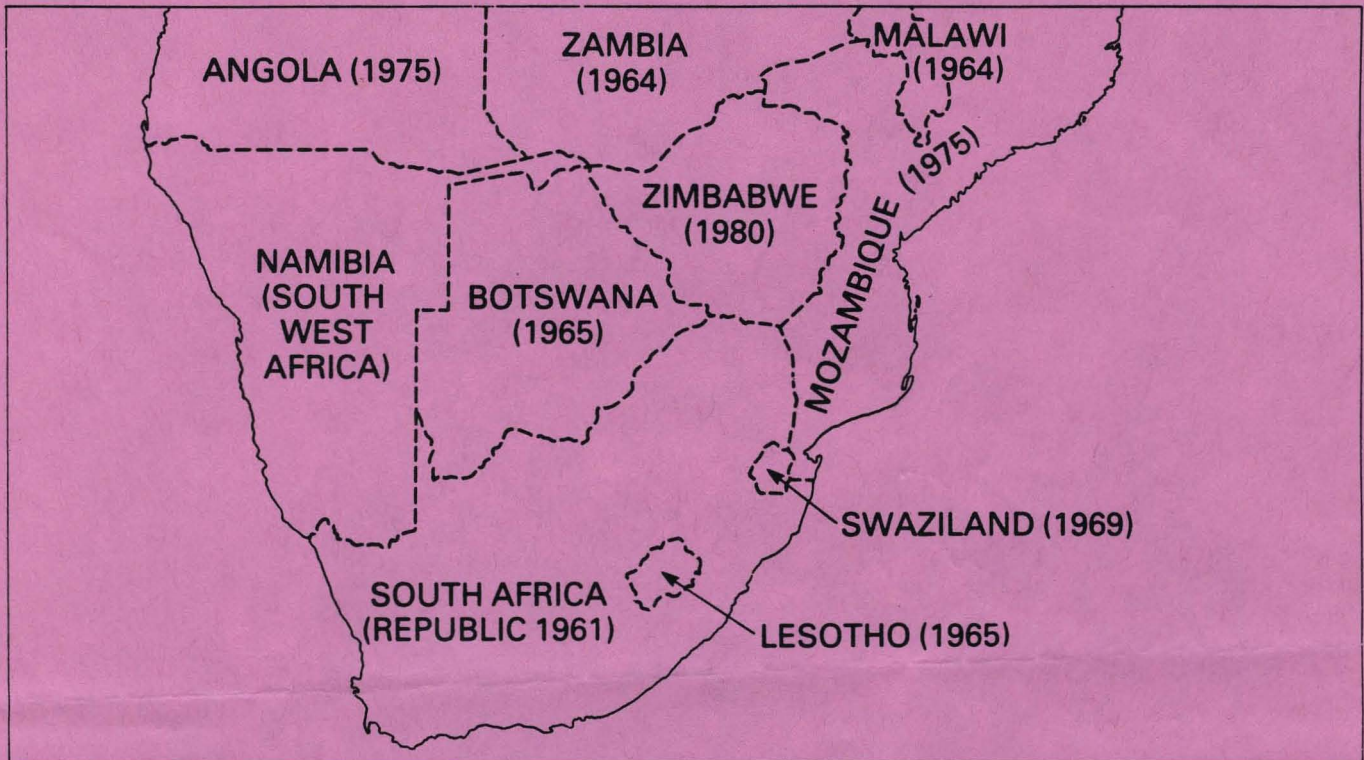 ANGOLA (1975)
ZAMBIA
(1964)
MALAWI
(1964)
ZIMBABWE
(1980)
MOZAMBIQUE (1975)
NAMIBIA
(SOUTH
WEST
AFRICA)
BOTSWANA
(1965)
SWAZILAND (1969)
SOUTH AFRICA
(REPUBLIC 1961)
LESOTHO (1965)